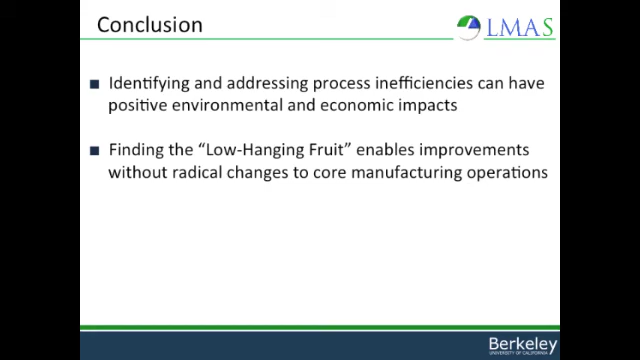 Conclusion
LMAS
Identifying and addressing process inefficiencies can have
positive environmental and economic impacts
Finding the “Low-Hanging Fruit” enables improvements
without radical changes to core manufacturing operations
Berkeley
UNIVERSITY OF CALIFORNIA